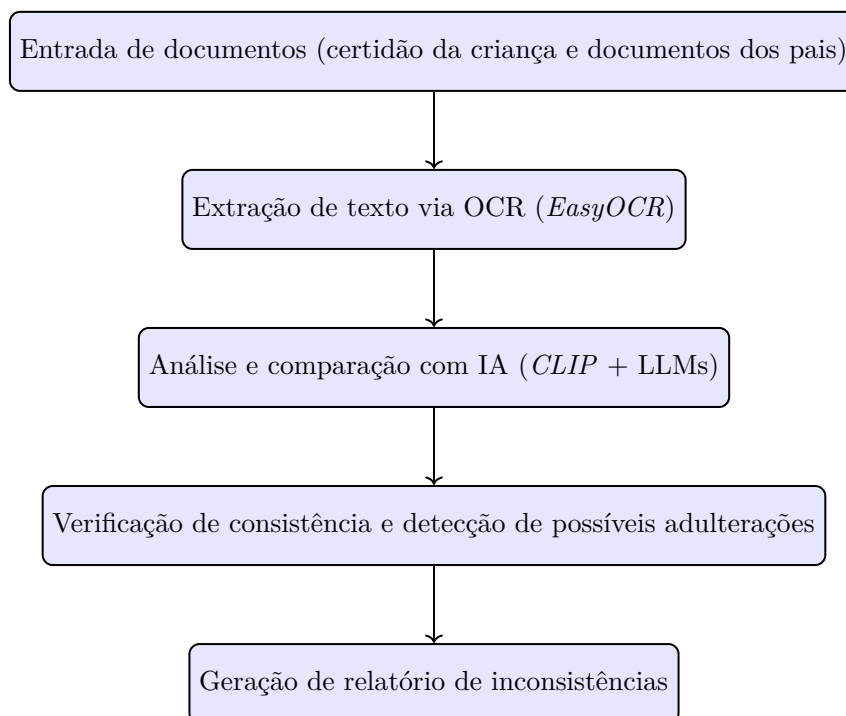 Entrada de documentos (certidão da criança e documentos dos pais)
Extração de texto via OCR (EasyOCR)
Análise e comparação com IA (CLIP + LLMs)
Verificação de consistência e detecção de possíveis adulterações
Geração de relatório de inconsistências